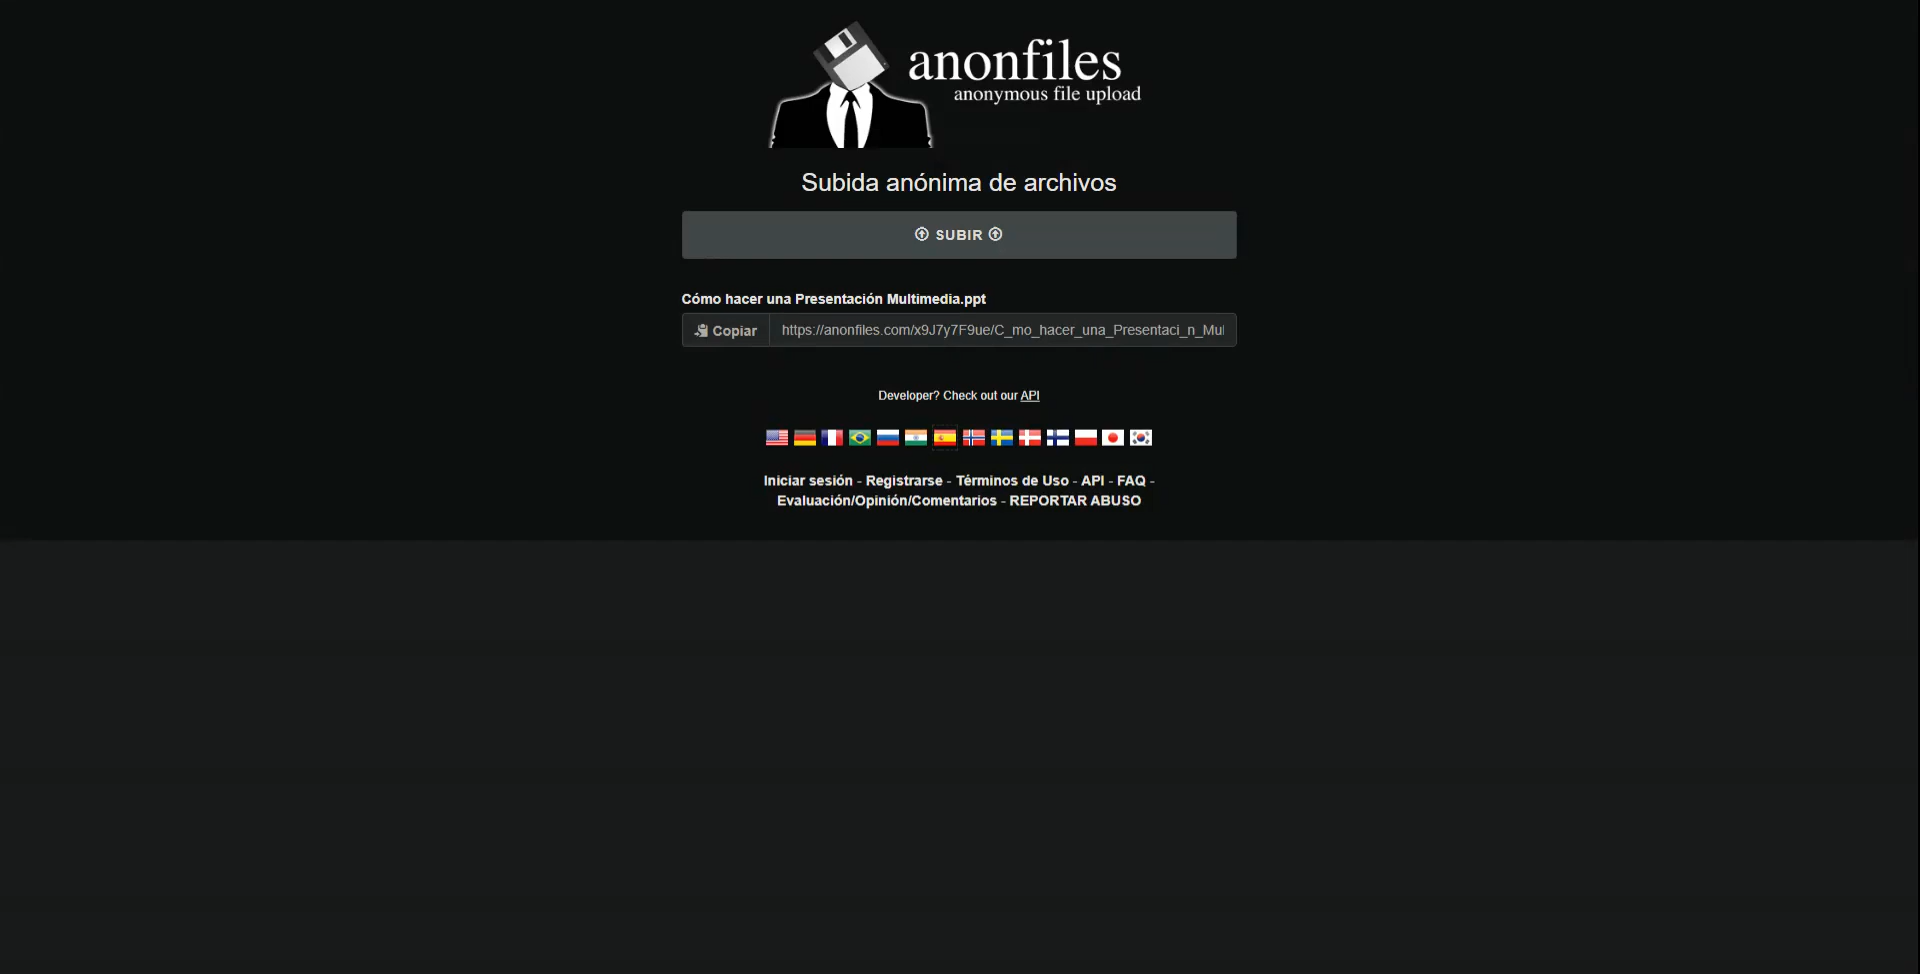 anonfiles
anonymous file upload
Subida anónima de archivos
SUBIR
Cómo hacer una Presentación Multimedia.ppt
Copiar https://anonfiles.com/x9J7y7F9ue/C_mo_hacer_una_Presentaci_n_Mul
Developer? Check out our API
Iniciar sesión - Registrarse - Términos de Uso - API - FAQ -
Evaluación/Opinión/Comentarios - REPORTAR ABUSO